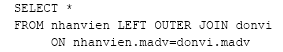 SELECT *
FROM nhanvien LEFT OUTER JOIN donvi
ON nhanvien.madv=donvi.madv